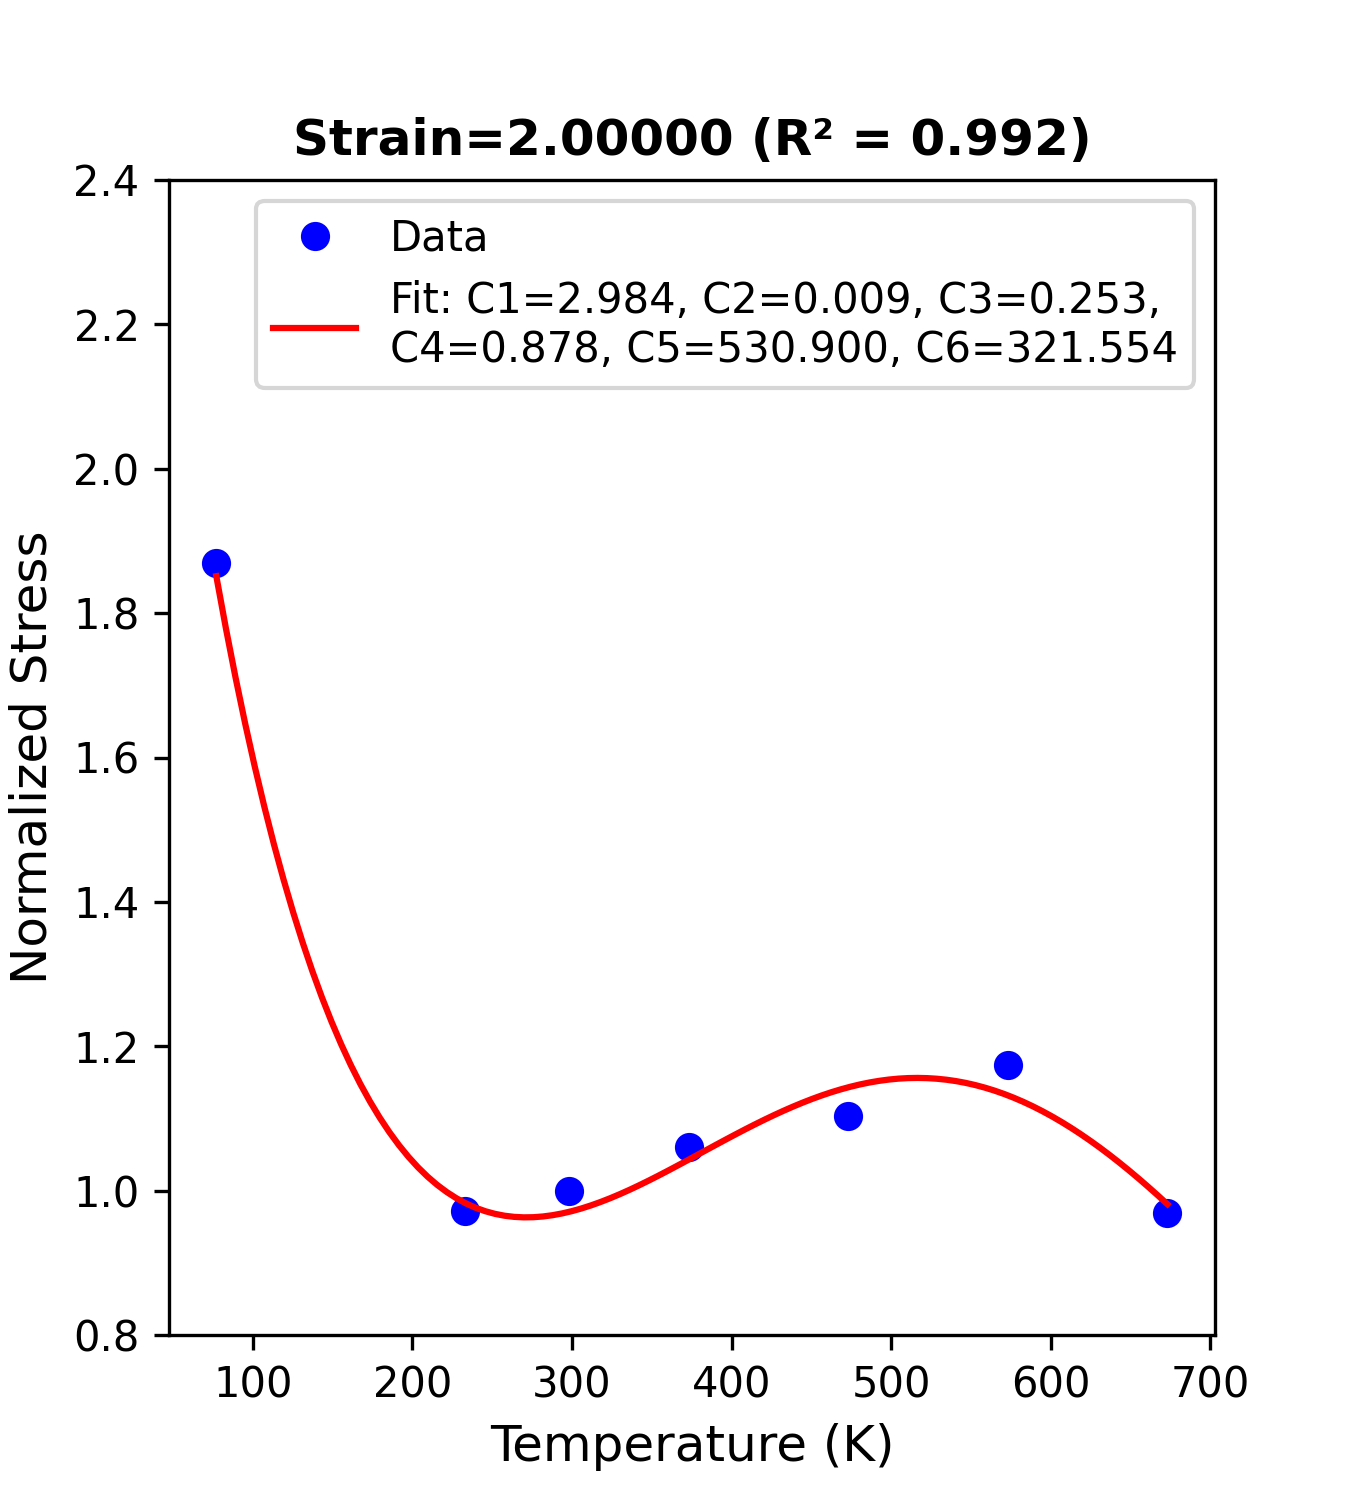 Strain=2.00000 (R² = 0.992)
Data
Fit: C1=2.984, C2=0.009, C3=0.253,
C4=0.878, C5=530.900, C6=321.554
2.4
2.2
2.0
1.8
1.6
1.4
1.2
1.0
0.8
Normalized Stress
100 200 300 400 500 600 700
Temperature (K)